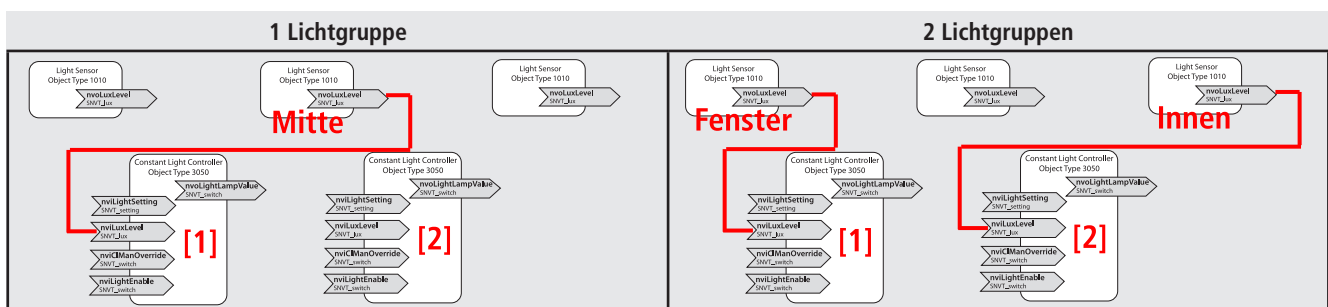 1 Lichtgruppe
Light Sensor
Object Type 1010
nvoLuxLevel
SNVT_lux
Light Sensor
Object Type 1010
nvoLuxLevel
SNVT_lux
Light Sensor
Object Type 1010
nvoLuxLevel
SNVT_lux
Mitte
Constant Light Controller
Object Type 3050
nvoLightLampValue
SNVT_switch
nviLightSetting
SNVT_setting
nviLuxLevel
SNVT_lux
[1]
nviClManOverride
SNVT_switch
nviLightEnable
SNVT_switch
Constant Light Controller
Object Type 3050
nvoLightLampValue
SNVT_switch
nviLightSetting
SNVT_setting
nviLuxLevel
SNVT_lux
[2]
nviClManOverride
SNVT_switch
nviLightEnable
SNVT_switch
2 Lichtgruppen
Light Sensor
Object Type 1010
nvoLuxLevel
SNVT_lux
Light Sensor
Object Type 1010
nvoLuxLevel
SNVT_lux
Light Sensor
Object Type 1010
nvoLuxLevel
SNVT_lux
Fenster
Innen
Constant Light Controller
Object Type 3050
nvoLightLampValue
SNVT_switch
nviLightSetting
SNVT_setting
nviLuxLevel
SNVT_lux
[1]
nviClManOverride
SNVT_switch
nviLightEnable
SNVT_switch
Constant Light Controller
Object Type 3050
nvoLightLampValue
SNVT_switch
nviLightSetting
SNVT_setting
nviLuxLevel
SNVT_lux
[2]
nviClManOverride
SNVT_switch
nviLightEnable
SNVT_switch